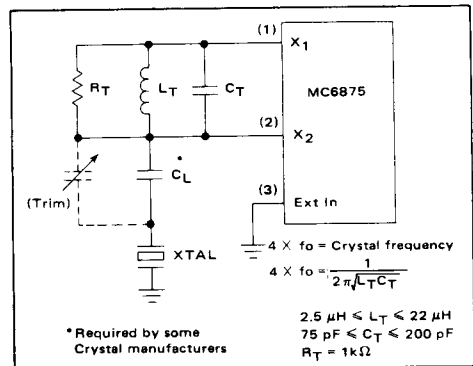 (1)
X1
RT
LT
CT
MC6875
(2)
X2
*
CL
(Trim)
(3)
Ext In
XTAL
4 X fo = Crystal frequency
4 X fo = 1 / 2π√LTCT
*Required by some
Crystal manufacturers
2.5 μH ⩽ LT ⩽ 22 μH
75 pF ⩽ CT ⩽ 200 pF
RT = 1kΩ